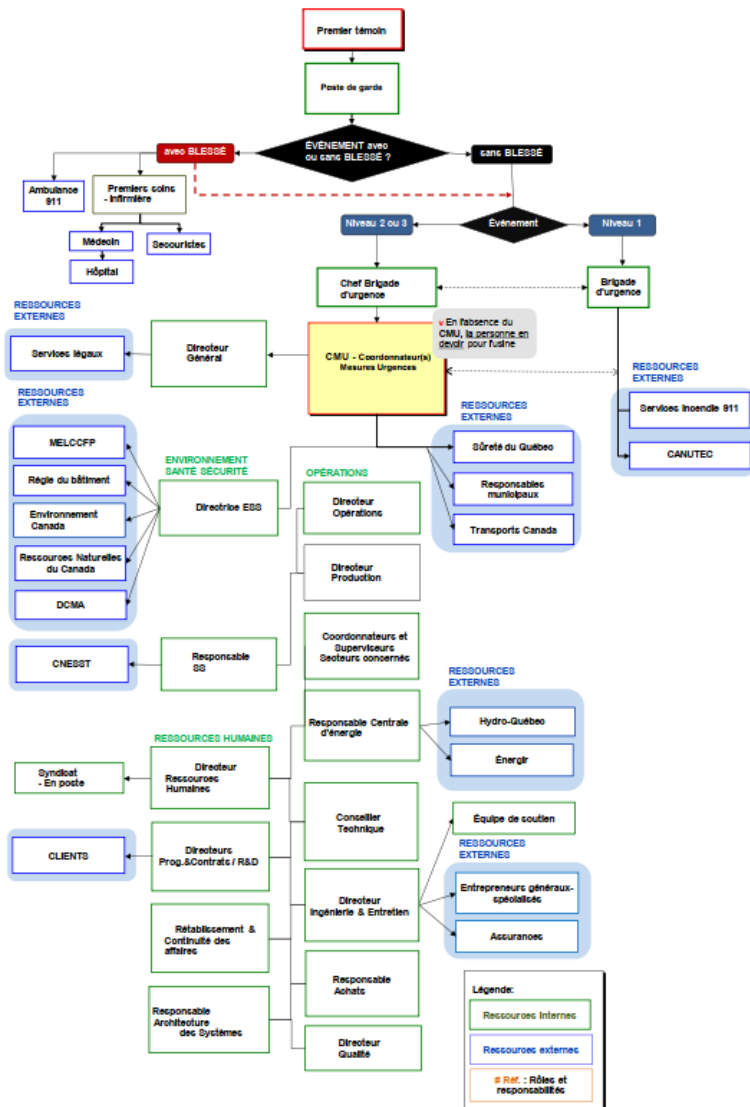 Premier témoin
Poste de garde
ÉVÉNEMENT avec
ou sans BLESSÉ ?
avec BLESSÉ
sans BLESSÉ
Ambulance
911
Premiers soins
- Infirmière
Médecin
Secouristes
Hôpital
Événement
Niveau 2 ou 3
Niveau 1
Chef Brigade
d'urgence
Brigade
d'urgence
v En l'absence du
CMU, la personne en
devoir pour l'usine
RESSOURCES
EXTERNES
Services légaux
Directeur
Général
CMU - Coordonnateur(s)
Mesures Urgences
RESSOURCES
EXTERNES
Services Incendie 911
CANUTEC
RESSOURCES
EXTERNES
MELCCFP
Régie du bâtiment
Environnement
Canada
Ressources Naturelles
du Canada
DCMA
ENVIRONNEMENT
SANTÉ SÉCURITÉ
Directrice ESS
RESSOURCES
EXTERNES
Sûreté du Québec
Responsables
municipaux
Transports Canada
OPÉRATIONS
Directeur
Opérations
Directeur
Production
Coordonnateurs et
Superviseurs
Secteurs concernés
CNESST
Responsable
SS
Responsable Centrale
d'énergie
RESSOURCES
EXTERNES
Hydro-Québec
Énergir
RESSOURCES HUMAINES
Syndicat
- En poste
Directeur
Ressources
Humaines
Conseiller
Technique
Équipe de soutien
CLIENTS
Directeurs
Prog.&Contrats / R&D
RESSOURCES
EXTERNES
Entrepreneurs généraux-
spécialisés
Assurances
Directeur
Ingénierie & Entretien
Rétablissement &
Continuité des
affaires
Responsable
Achats
Responsable
Architecture
des Systèmes
Directeur
Qualité
Légende:
Ressources Internes
Ressources externes
# Réf. : Rôles et
responsabilités